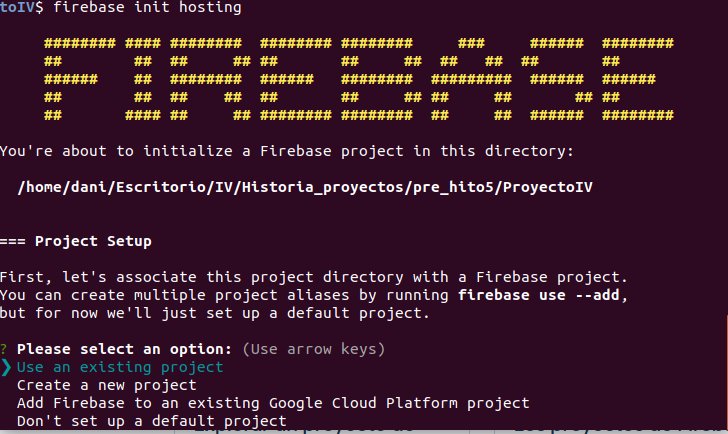 toIV$ firebase init hosting
FIREBASE
You're about to initialize a Firebase project in this directory:
/home/dani/Escritorio/IV/Historia_proyectos/pre_hito5/ProyectoIV
=== Project Setup
First, let's associate this project directory with a Firebase project.
You can create multiple project aliases by running firebase use --add,
but for now we'll just set up a default project.
? Please select an option: (Use arrow keys)
❯ Use an existing project
Create a new project
Add Firebase to an existing Google Cloud Platform project
Don't set up a default project